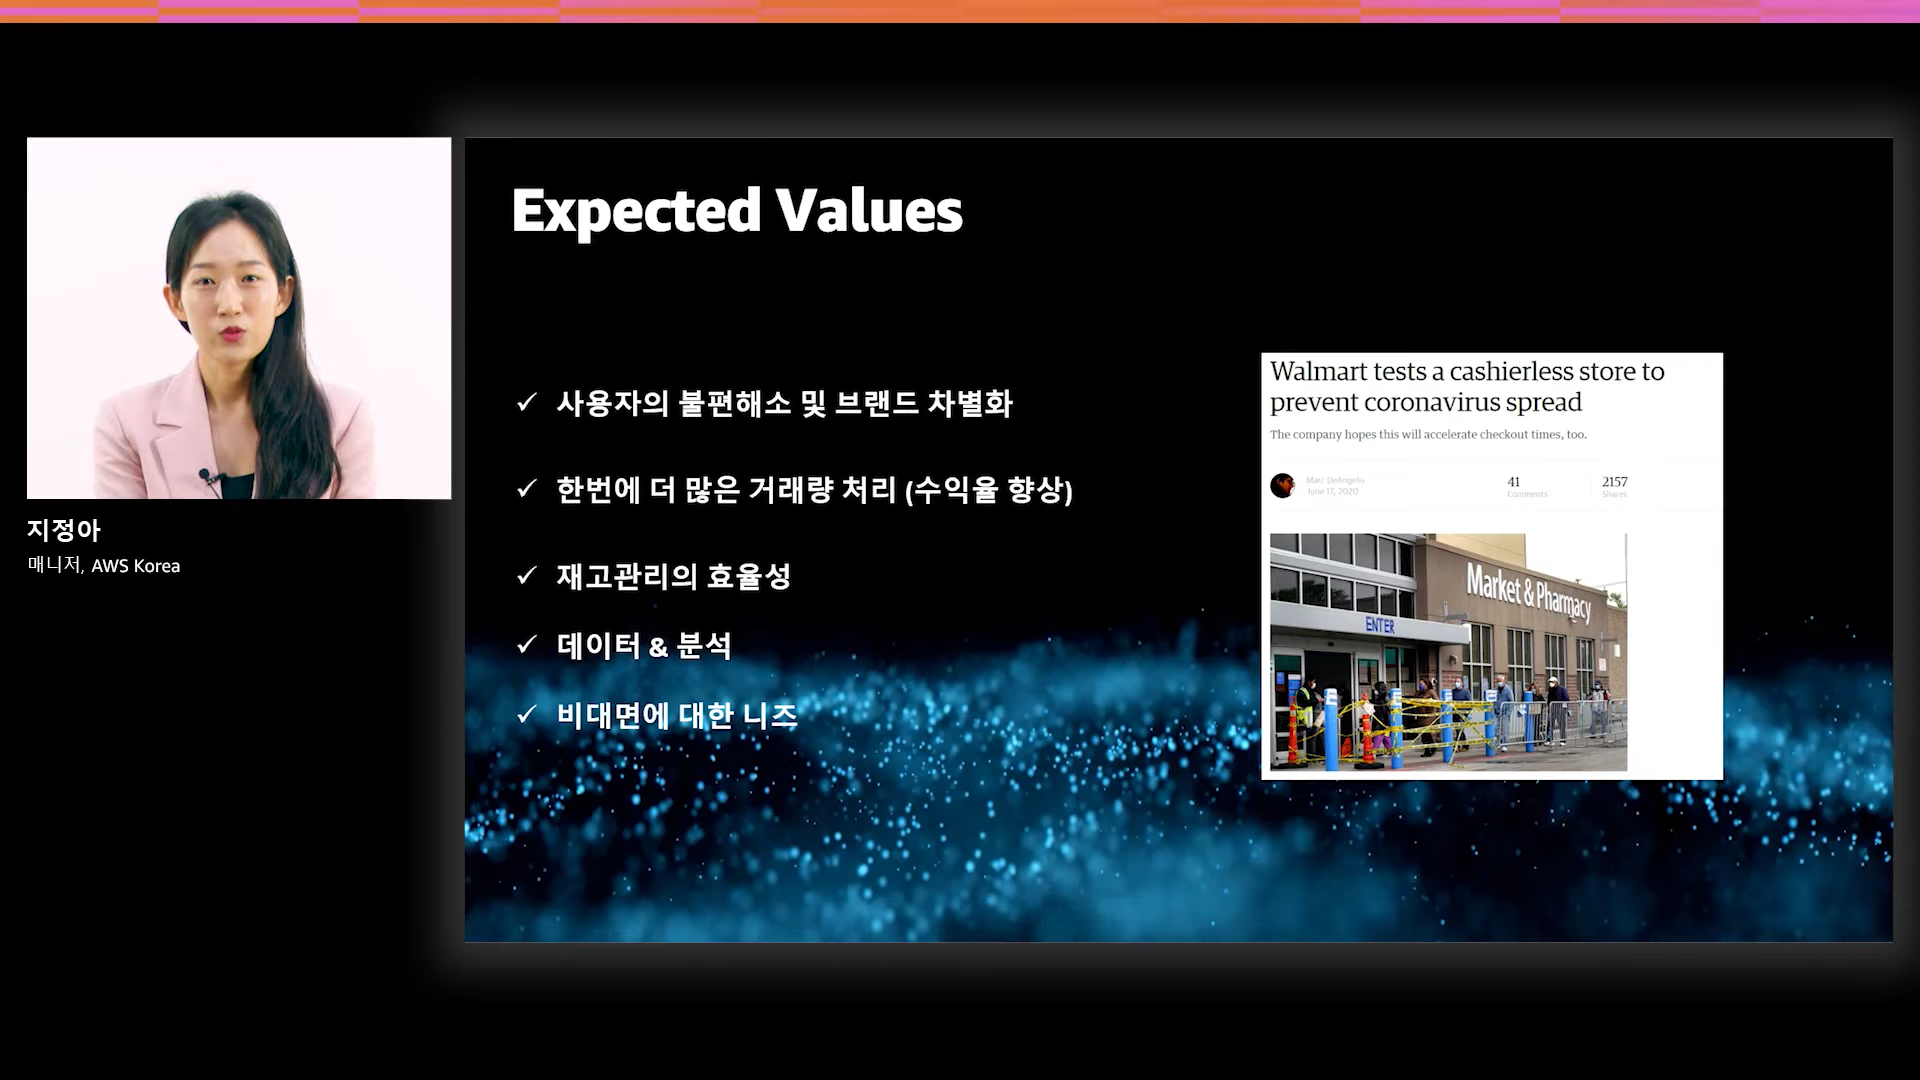 지정아
매니저, AWS Korea
Expected Values
✓ 사용자의 불편해소 및 브랜드 차별화
✓ 한번에 더 많은 거래량 처리 (수익율 향상)
✓ 재고관리의 효율성
✓ 데이터 & 분석
✓ 비대면에 대한 니즈
Walmart tests a cashierless store to
prevent coronavirus spread
The company hopes this will accelerate checkout times, too.
Marc DeAngelis
June 17, 2020
41
Comments
2157
Shares
Market & Pharmacy
ENTER